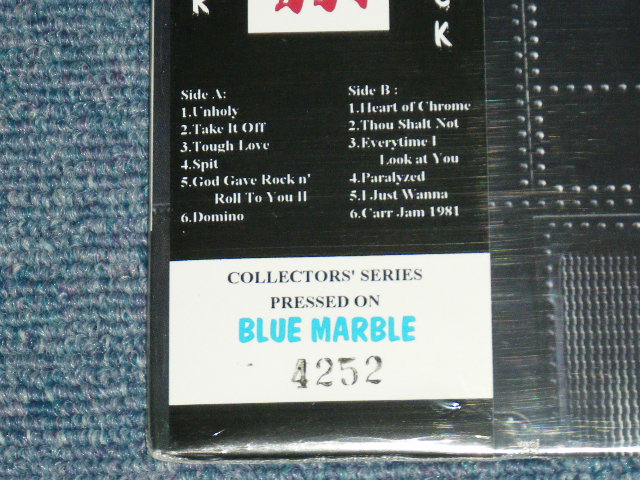 K
C
K
Side A:
1.Unholy
2.Take It Off
3.Tough Love
4.Spit
5.God Gave Rock n'
Roll To You II
6.Domino
Side B :
1.Heart of Chrome
2.Thou Shalt Not
3.Everytime I
Look at You
4.Paralyzed
5.I Just Wanna
6.Carr Jam 1981
COLLECTORS' SERIES
PRESSED ON
BLUE MARBLE
4252